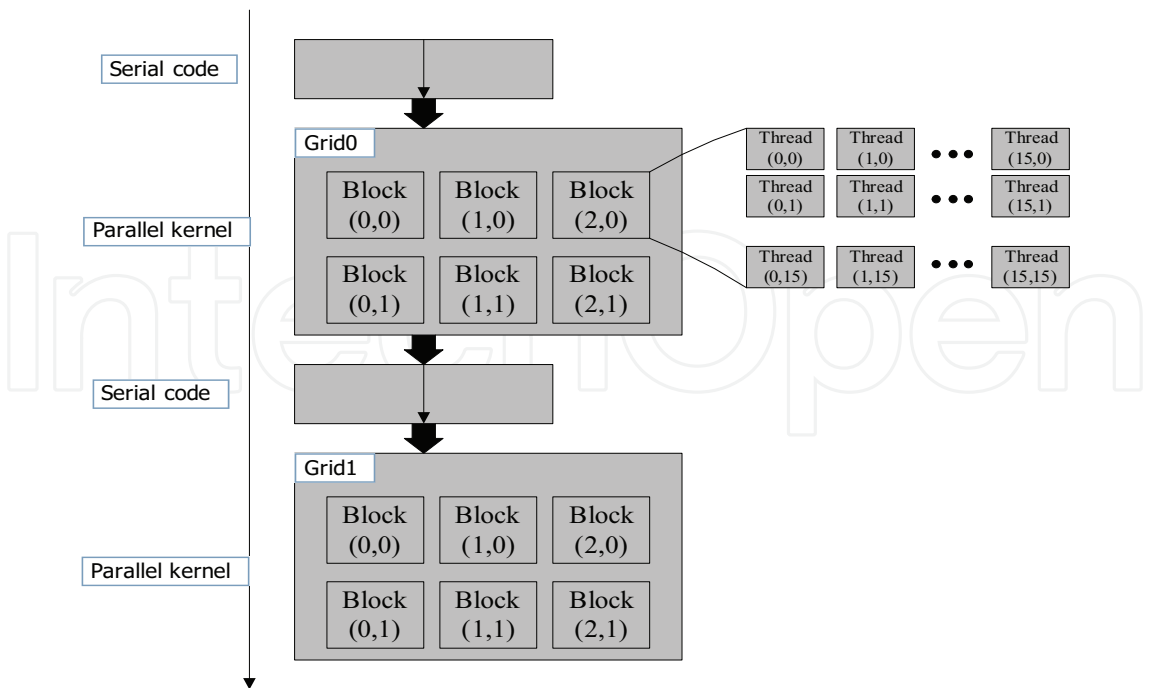 Serial code
Grid0
Parallel kernel
Block
(0,0)
Block
(1,0)
Block
(2,0)
Block
(0,1)
Block
(1,1)
Block
(2,1)
Thread
(0,0)
Thread
(1,0)
Thread
(15,0)
Thread
(0,1)
Thread
(1,1)
Thread
(15,1)
Thread
(0,15)
Thread
(1,15)
Thread
(15,15)
IntechOpen
Serial code
Grid1
Parallel kernel
Block
(0,0)
Block
(1,0)
Block
(2,0)
Block
(0,1)
Block
(1,1)
Block
(2,1)